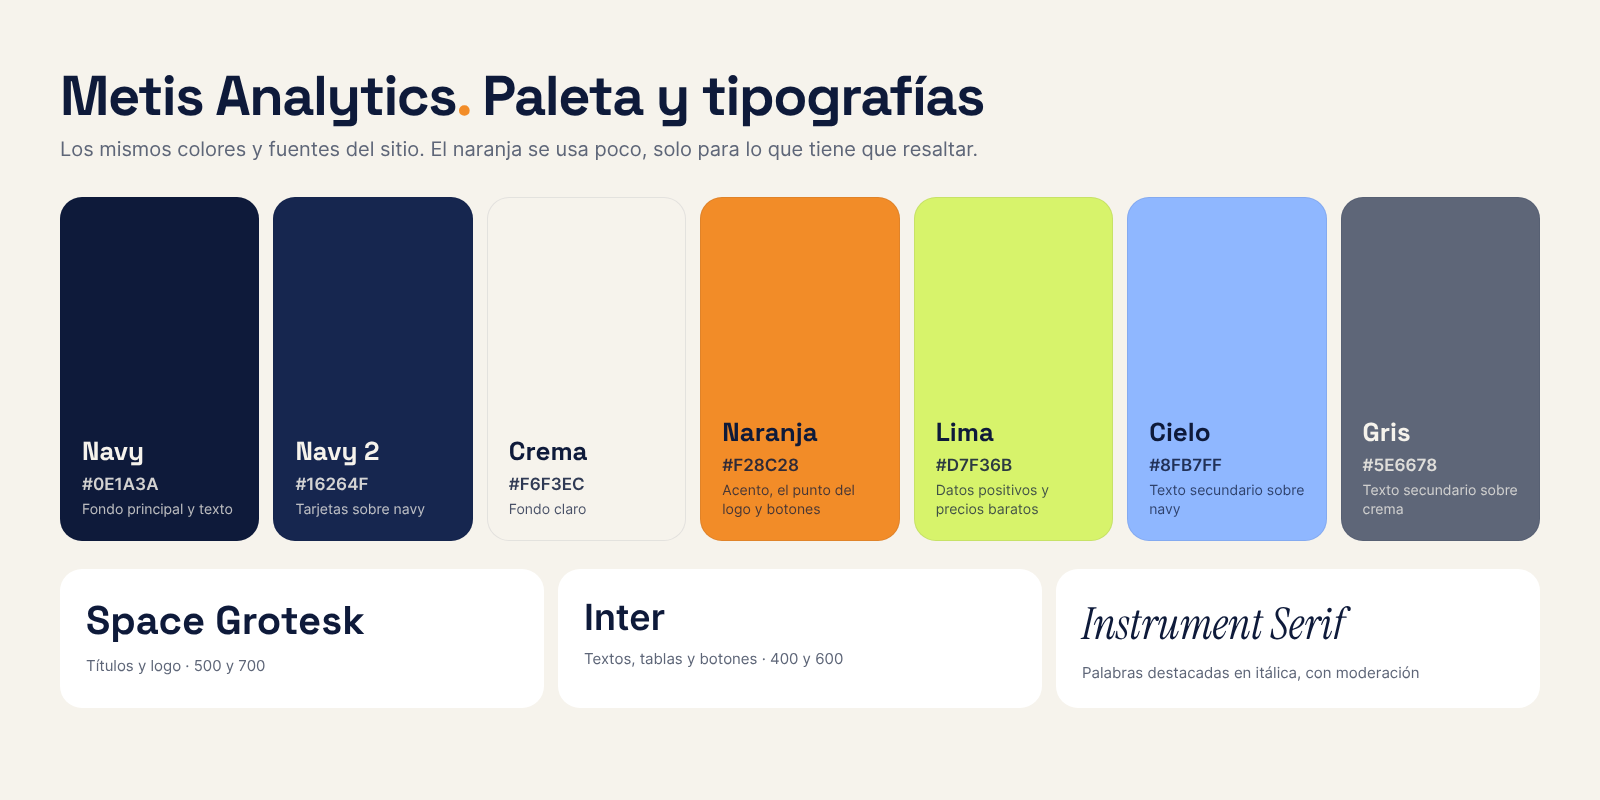 Metis Analytics. Paleta y tipografías
Los mismos colores y fuentes del sitio. El naranja se usa poco, solo para lo que tiene que resaltar.
Navy
#0E1A3A
Fondo principal y texto
Navy 2
#16264F
Tarjetas sobre navy
Crema
#F6F3EC
Fondo claro
Naranja
#F28C28
Acento, el punto del
logo y botones
Lima
#D7F36B
Datos positivos y
precios baratos
Cielo
#8FB7FF
Texto secundario sobre
navy
Gris
#5E6678
Texto secundario sobre
crema
Space Grotesk
Títulos y logo · 500 y 700
Inter
Textos, tablas y botones · 400 y 600
Instrument Serif
Palabras destacadas en itálica, con moderación